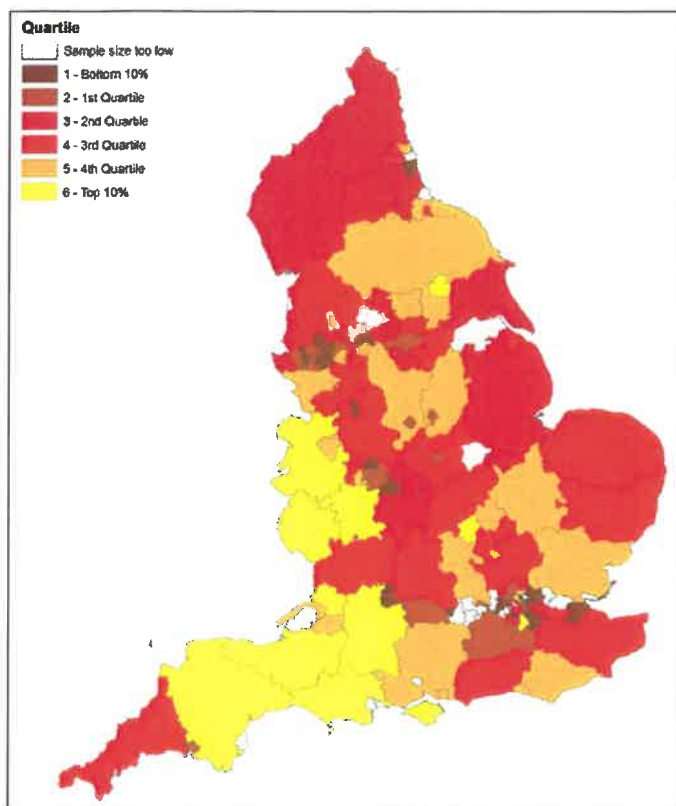 Quartile
Sample size too low
1 - Bottom 10%
2 - 1st Quartile
3 - 2nd Quartile
4 - 3rd Quartile
5 - 4th Quartile
6 - Top 10%